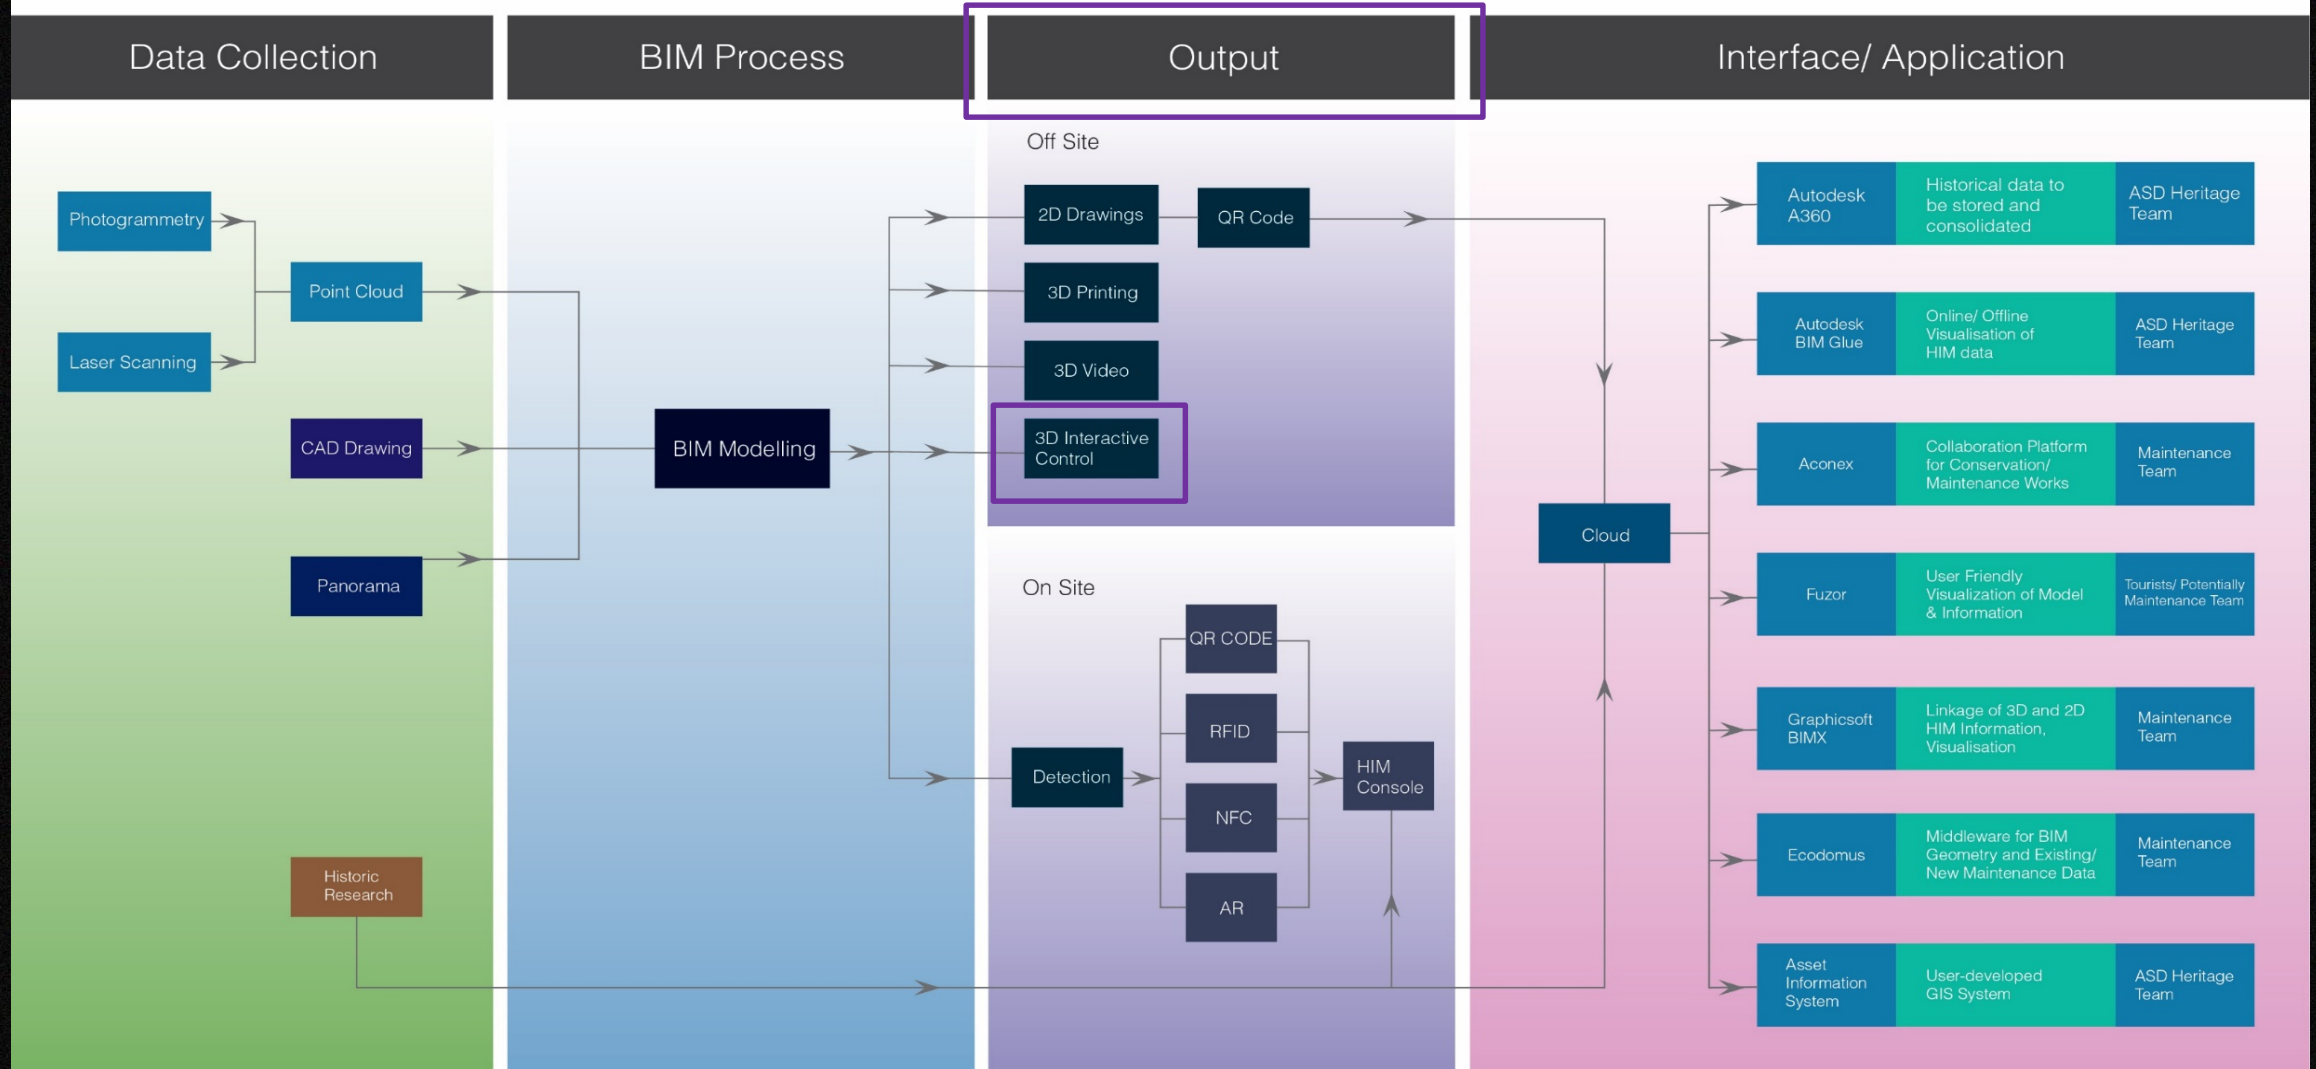 Data Collection
BIM Process
Output
Interface/ Application
Photogrammetry
Laser Scanning
Point Cloud
CAD Drawing
Panorama
Historic
Research
BIM Modelling
Off Site
2D Drawings
QR Code
3D Printing
3D Video
3D Interactive
Control
On Site
Detection
QR CODE
RFID
NFC
AR
HIM
Console
Cloud
Autodesk
A360
Historical data to
be stored and
consolidated
ASD Heritage
Team
Autodesk
BIM Glue
Online/ Offline
Visualisation of
HIM data
ASD Heritage
Team
Aconex
Collaboration Platform
for Conservation/
Maintenance Works
Maintenance
Team
Fuzor
User Friendly
Visualization of Model
& Information
Tourists/ Potentially
Maintenance Team
Graphicsoft
BIMX
Linkage of 3D and 2D
HIM Information,
Visualisation
Maintenance
Team
Ecodomus
Middleware for BIM
Geometry and Existing/
New Maintenance Data
Maintenance
Team
Asset
Information
System
User-developed
GIS System
ASD Heritage
Team